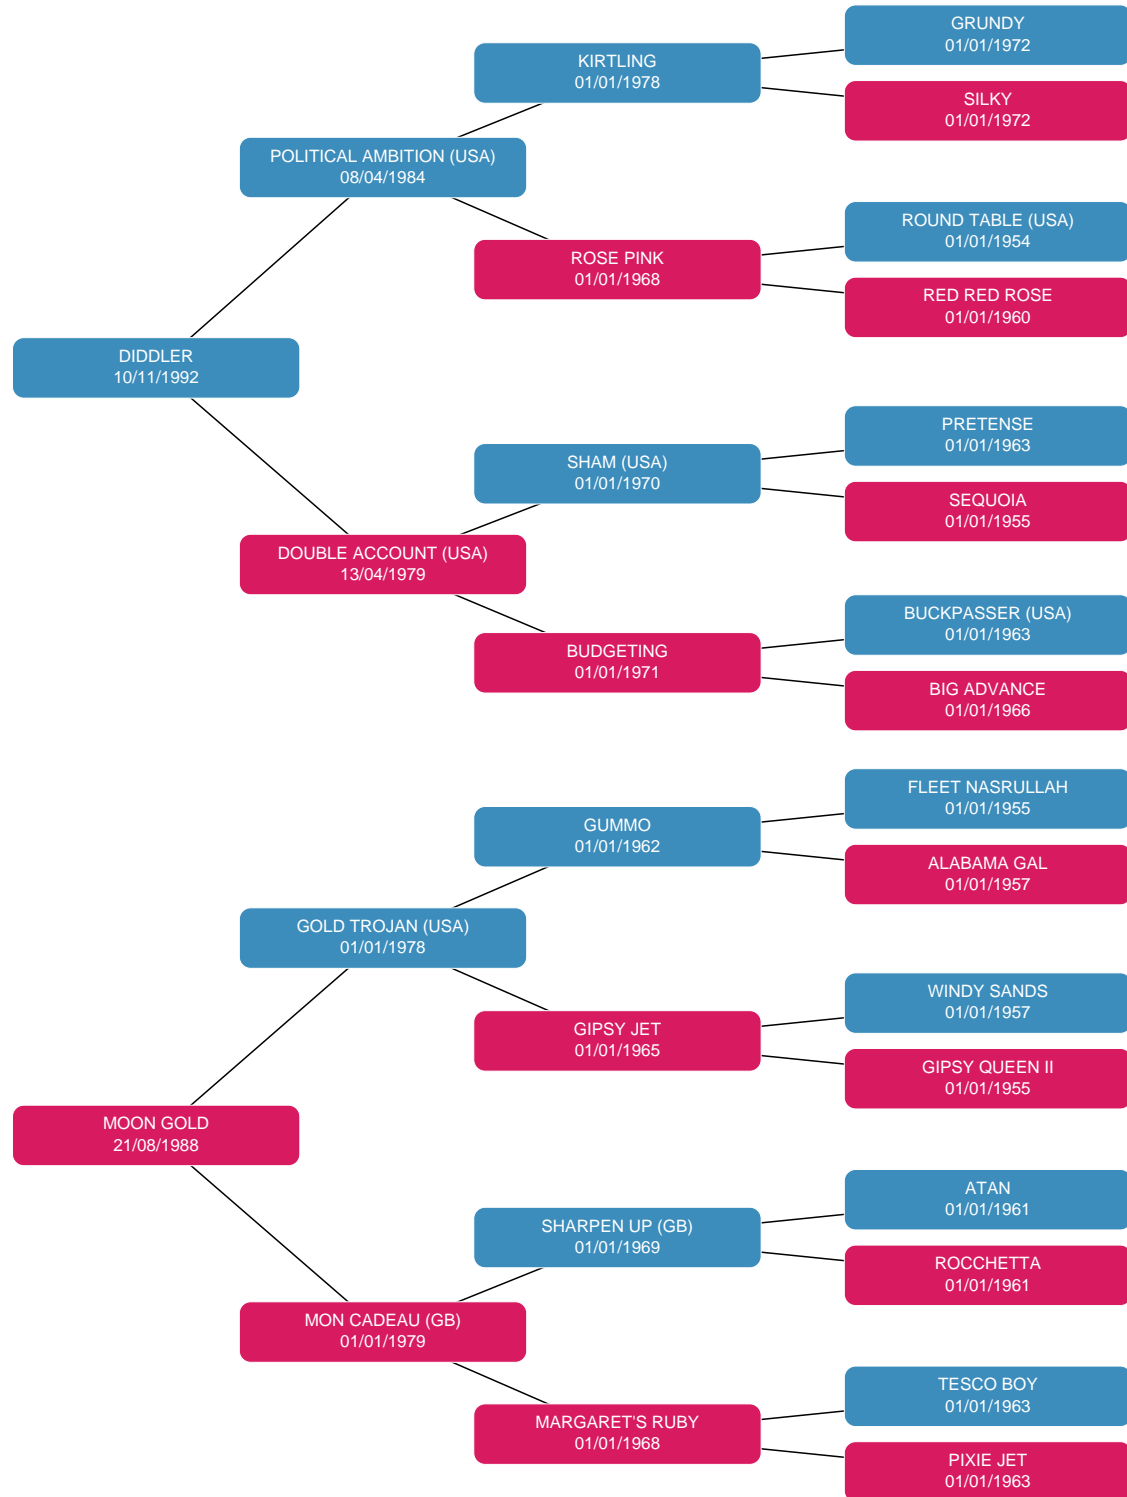 GRUNDY
01/01/1972
KIRTLING
01/01/1978
SILKY
01/01/1972
POLITICAL AMBITION (USA)
08/04/1984
ROUND TABLE (USA)
01/01/1954
ROSE PINK
01/01/1968
RED RED ROSE
01/01/1960
DIDDLER
10/11/1992
PRETENSE
01/01/1963
SHAM (USA)
01/01/1970
SEQUOIA
01/01/1955
DOUBLE ACCOUNT (USA)
13/04/1979
BUCKPASSER (USA)
01/01/1963
BUDGETING
01/01/1971
BIG ADVANCE
01/01/1966
FLEET NASRULLAH
01/01/1955
GUMMO
01/01/1962
ALABAMA GAL
01/01/1957
GOLD TROJAN (USA)
01/01/1978
WINDY SANDS
01/01/1957
GIPSY JET
01/01/1965
GIPSY QUEEN II
01/01/1955
MOON GOLD
21/08/1988
ATAN
01/01/1961
SHARPEN UP (GB)
01/01/1969
ROCCHETTA
01/01/1961
MON CADEAU (GB)
01/01/1979
TESCO BOY
01/01/1963
MARGARET'S RUBY
01/01/1968
PIXIE JET
01/01/1963